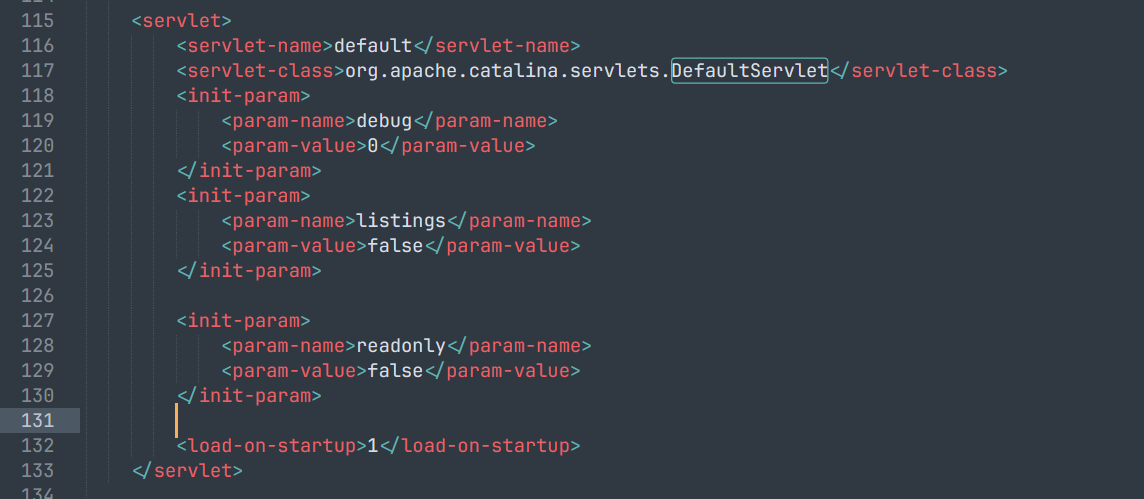 115 <servlet>
116 <servlet-name>default</servlet-name>
117 <servlet-class>org.apache.catalina.servlets.DefaultServlet</servlet-class>
118 <init-param>
119 <param-name>debug</param-name>
120 <param-value>0</param-value>
121 </init-param>
122 <init-param>
123 <param-name>listings</param-name>
124 <param-value>false</param-value>
125 </init-param>
126
127 <init-param>
128 <param-name>readonly</param-name>
129 <param-value>false</param-value>
130 </init-param>
131
132 <load-on-startup>1</load-on-startup>
133 </servlet>
134